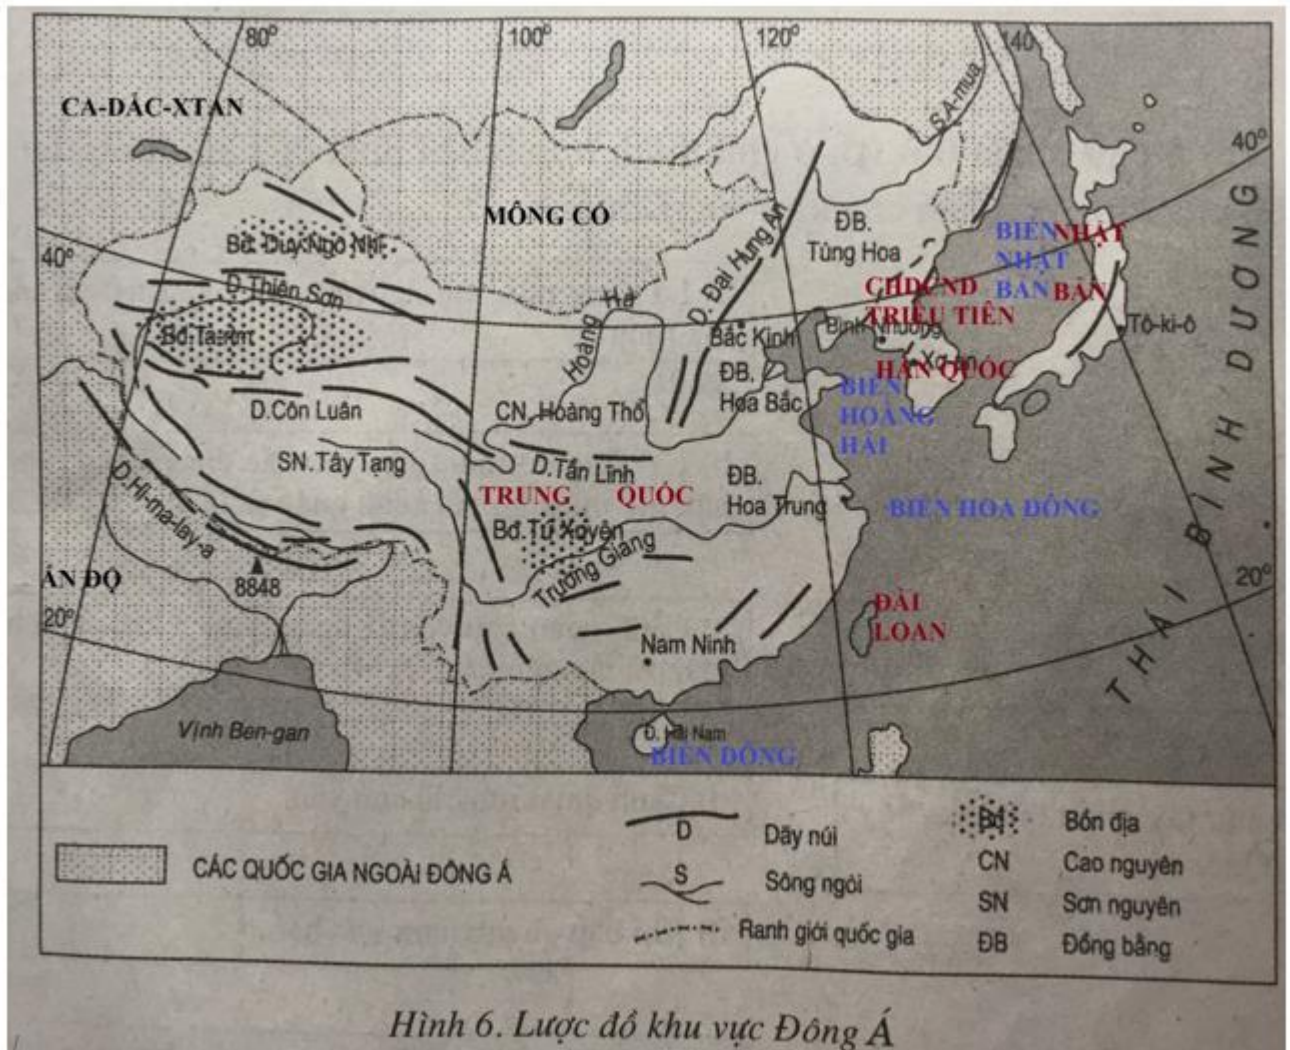 80°
100°
120°
140
CA-DẮC-XTAN
S.A-mua
40°
MÔNG CỔ
Bđ. Duy Ngô Nhĩ
40°
D.Thiên Sơn
Bđ Tarim
D. Đại Hưng An
ĐB.
Tùng Hoa
BIỂN
NHẬT
BẢN
NHẬT
BẢN
CHDCND
TRIỀU TIÊN
Hoàng Hà
Bắc Kinh
Bình Nhưỡng
Tô-ki-ô
Xơ-un
HÀN QUỐC
D.Côn Luân
CN. Hoàng Thổ
ĐB.
Hoa Bắc
BIỂN
HOÀNG
HẢI
SN.Tây Tạng
D.Tần Lĩnh
D.Hi-ma-lay-a
TRUNG QUỐC
ĐB.
Hoa Trung
BIỂN HOA ĐÔNG
Bđ.Tứ Xuyên
Trường Giang
ẤN ĐỘ
8848
20°
20°
ĐÀI
LOAN
Nam Ninh
THÁI BÌNH DƯƠNG
Vịnh Ben-gan
Đ. Hải Nam
BIỂN ĐÔNG
CÁC QUỐC GIA NGOÀI ĐÔNG Á
D Dãy núi
S Sông ngòi
Ranh giới quốc gia
Bđ Bồn địa
CN Cao nguyên
SN Sơn nguyên
ĐB Đồng bằng
Hình 6. Lược đồ khu vực Đông Á